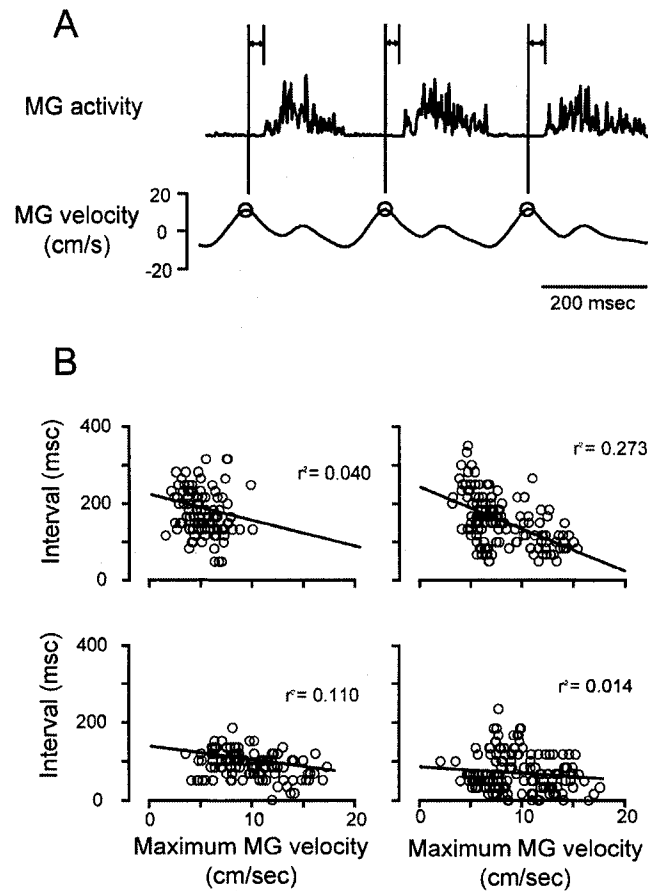 A
MG activity
20
MG velocity
0
(cm/s)
-20
200 msec
B
400
Interval (msc)
200
0
r² = 0.040
r² = 0.273
400
Interval (msc)
200
0
r² = 0.110
r² = 0.014
0 10 20
0 10 20
Maximum MG velocity
(cm/sec)
Maximum MG velocity
(cm/sec)